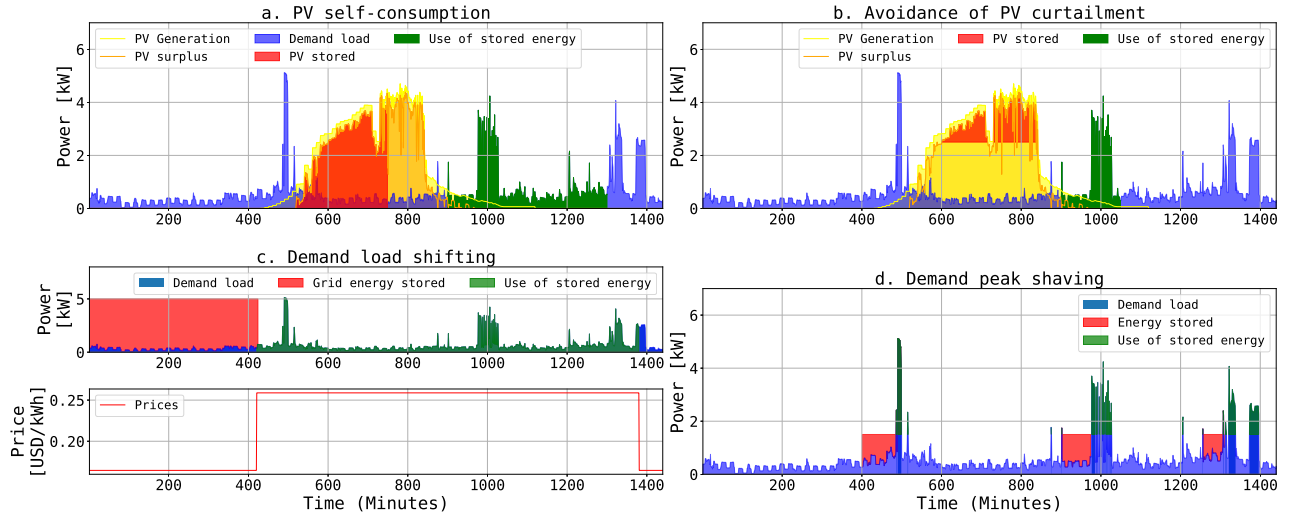 a. PV self-consumption
PV Generation
PV surplus
Demand load
PV stored
Use of stored energy
Power [kW]
6
4
2
0
200 400 600 800 1000 1200 1400
b. Avoidance of PV curtailment
PV Generation
PV surplus
PV stored
Use of stored energy
Power [kW]
6
4
2
0
200 400 600 800 1000 1200 1400
c. Demand load shifting
Demand load
Grid energy stored
Use of stored energy
Power
[kW]
5
0
200 400 600 800 1000 1200 1400
Prices
Price
[USD/kWh]
0.25
0.20
200 400 600 800 1000 1200 1400
Time (Minutes)
d. Demand peak shaving
Demand load
Energy stored
Use of stored energy
Power [kW]
6
4
2
0
200 400 600 800 1000 1200 1400
Time (Minutes)